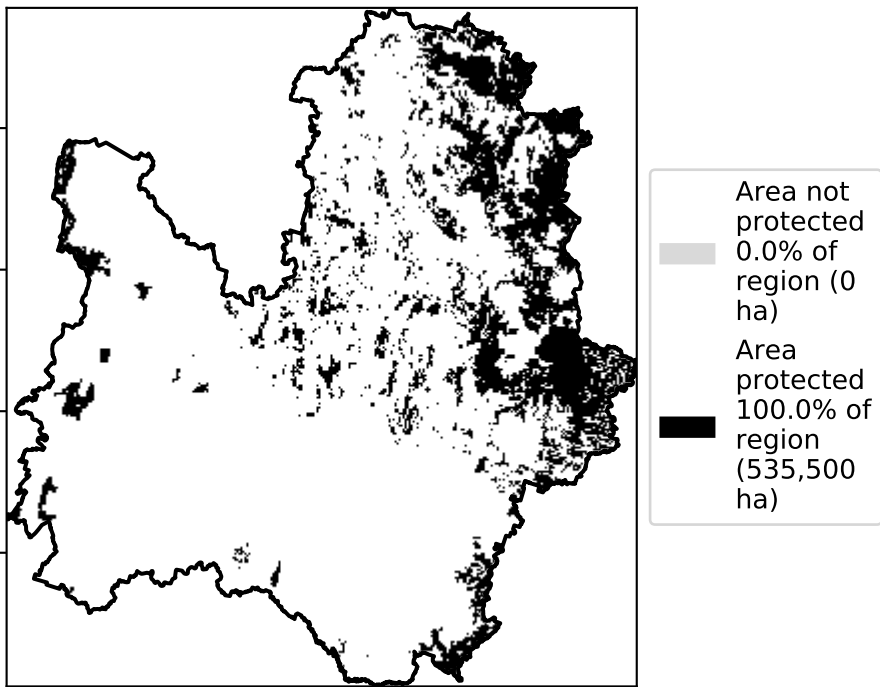 Area not
protected
0.0% of
region (0
ha)
Area
protected
100.0% of
region
(535,500
ha)